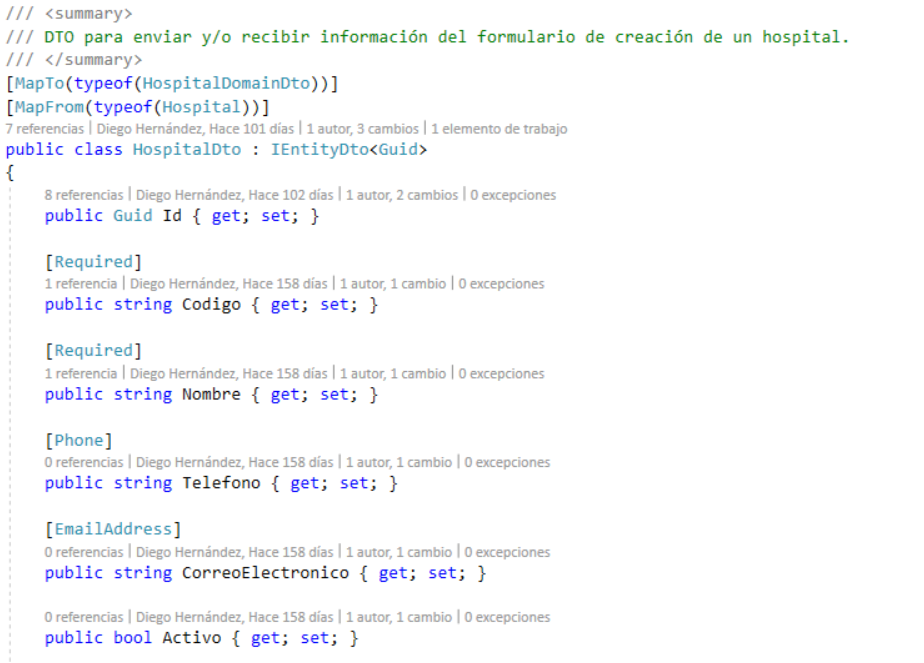 /// <summary>
/// DTO para enviar y/o recibir información del formulario de creación de un hospital.
/// </summary>
[MapTo(typeof(HospitalDomainDto))]
[MapFrom(typeof(Hospital))]
7 referencias | Diego Hernández, Hace 101 días | 1 autor, 3 cambios | 1 elemento de trabajo
public class HospitalDto : IEntityDto<Guid>
{
8 referencias | Diego Hernández, Hace 102 días | 1 autor, 2 cambios | 0 excepciones
public Guid Id { get; set; }
[Required]
1 referencia | Diego Hernández, Hace 158 días | 1 autor, 1 cambio | 0 excepciones
public string Codigo { get; set; }
[Required]
1 referencia | Diego Hernández, Hace 158 días | 1 autor, 1 cambio | 0 excepciones
public string Nombre { get; set; }
[Phone]
0 referencias | Diego Hernández, Hace 158 días | 1 autor, 1 cambio | 0 excepciones
public string Telefono { get; set; }
[EmailAddress]
0 referencias | Diego Hernández, Hace 158 días | 1 autor, 1 cambio | 0 excepciones
public string CorreoElectronico { get; set; }
0 referencias | Diego Hernández, Hace 158 días | 1 autor, 1 cambio | 0 excepciones
public bool Activo { get; set; }